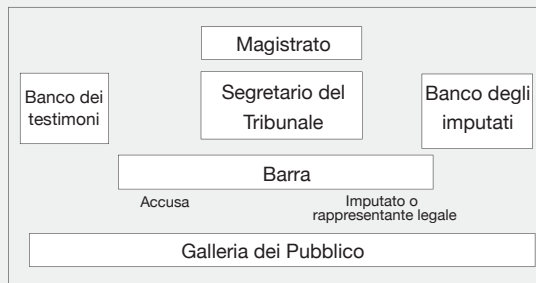 Magistrato
Banco dei
testimoni
Segretario del
Tribunale
Banco degli
imputati
Barra
Accusa
Imputato o
rappresentante legale
Galleria dei Pubblico